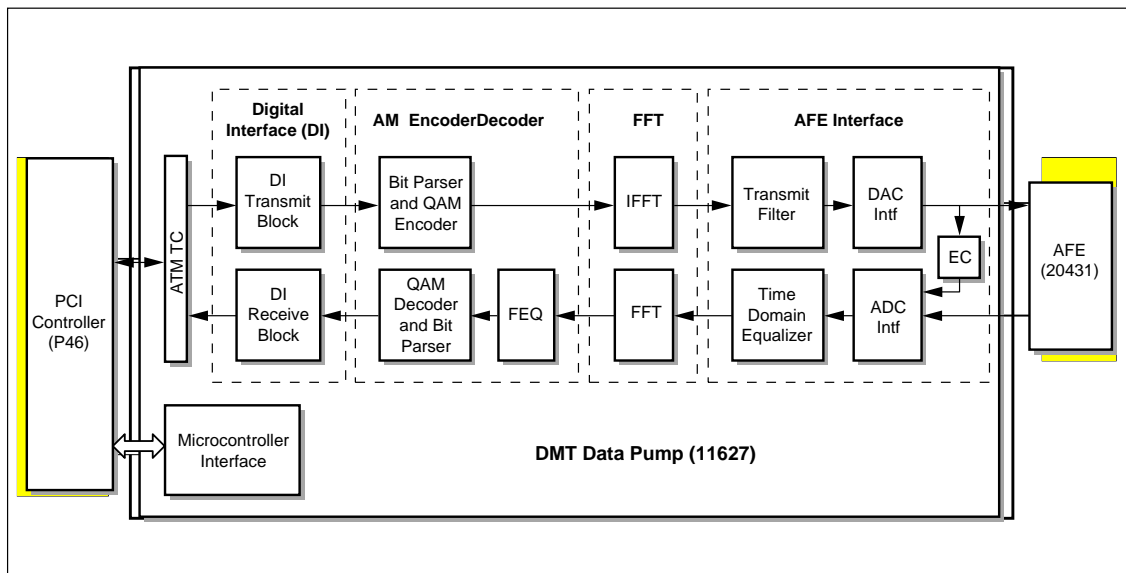 Digital
Interface (DI)
AM EncoderDecoder
FFT
AFE Interface
PCI
Controller
(P46)
ATM TC
DI
Transmit
Block
Bit Parser
and QAM
Encoder
IFFT
Transmit
Filter
DAC
Intf
EC
AFE
(20431)
DI
Receive
Block
QAM
Decoder
and Bit
Parser
FEQ
FFT
Time
Domain
Equalizer
ADC
Intf
Microcontroller
Interface
DMT Data Pump (11627)